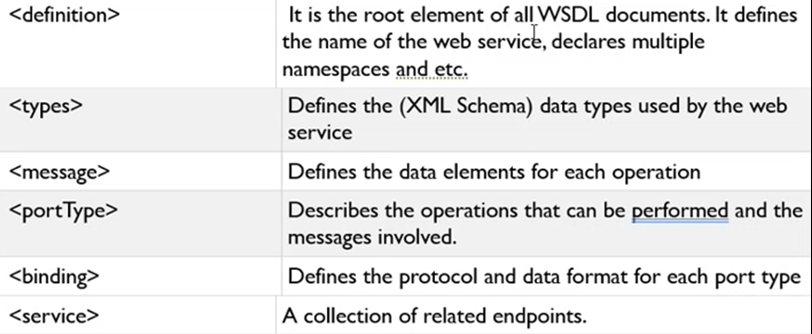 <definition> It is the root element of all WSDL documents. It defines
the name of the web service, declares multiple
namespaces and etc.
<types> Defines the (XML Schema) data types used by the web
service
<message> Defines the data elements for each operation
<portType> Describes the operations that can be performed and the
messages involved.
<binding> Defines the protocol and data format for each port type
<service> A collection of related endpoints.